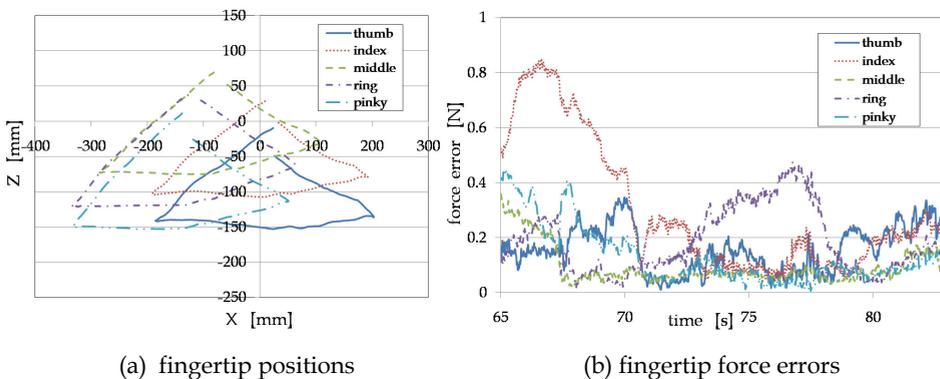 150
100
50
0
-50
-100
-150
-200
-250
-400 -300 -200 -100 0 100 200 300
Z [mm]
X [mm]
thumb
index
middle
ring
pinky
(a) fingertip positions
1
0.8
0.6
0.4
0.2
0
force error [N]
65 70 75 80
time [s]
thumb
index
middle
ring
pinky
(b) fingertip force errors